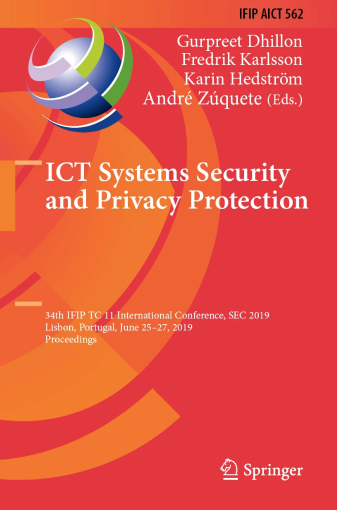 IFIP AICT 562
Gurpreet Dhillon
Fredrik Karlsson
Karin Hedström
André Zúquete (Eds.)
ICT Systems Security
and Privacy Protection
34th IFIP TC 11 International Conference, SEC 2019
Lisbon, Portugal, June 25–27, 2019
Proceedings
Springer